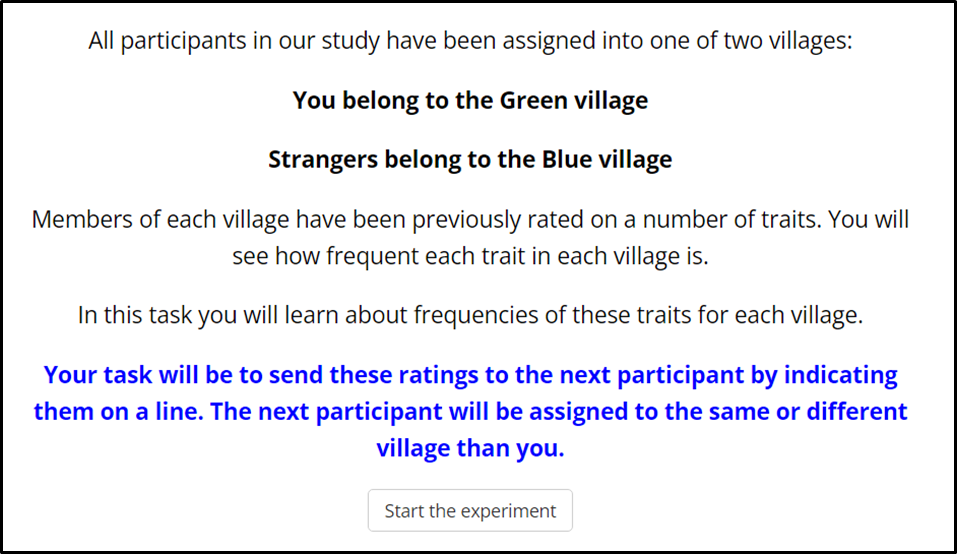 All participants in our study have been assigned into one of two villages:
You belong to the Green village
Strangers belong to the Blue village
Members of each village have been previously rated on a number of traits. You will
see how frequent each trait in each village is.
In this task you will learn about frequencies of these traits for each village.
Your task will be to send these ratings to the next participant by indicating
them on a line. The next participant will be assigned to the same or different
village than you.
Start the experiment